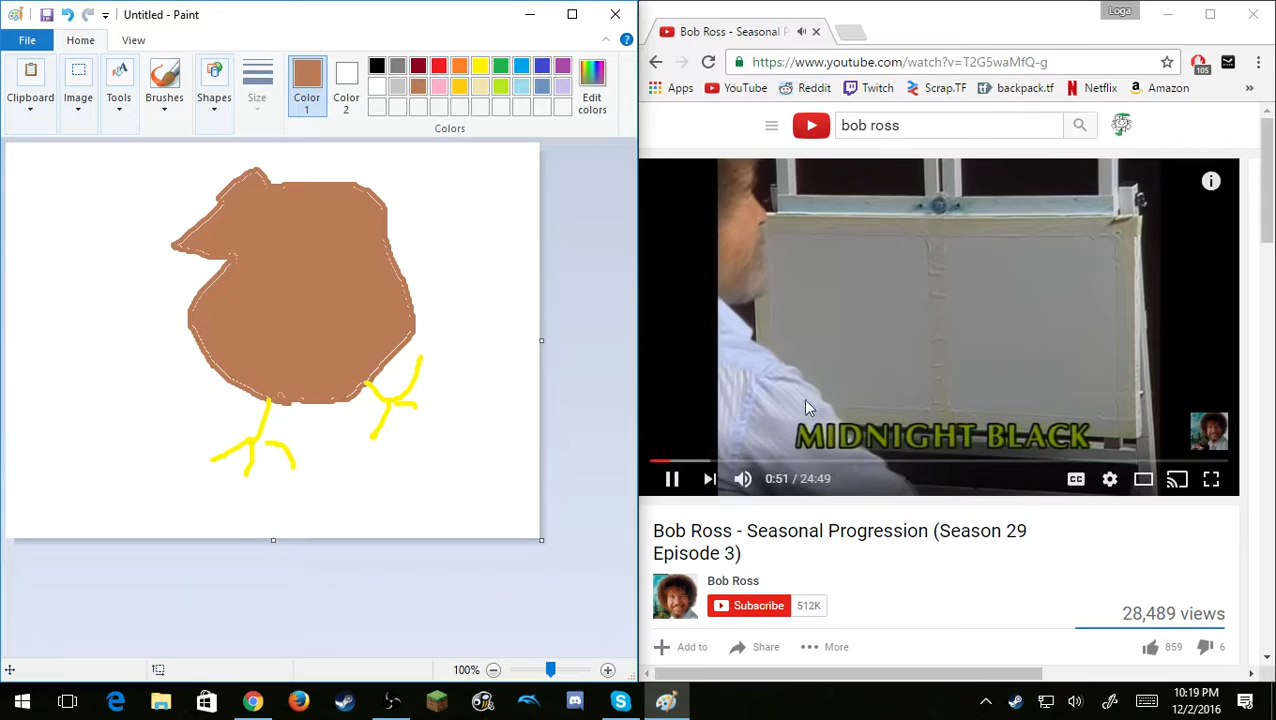 Untitled - Paint
File
Home
View
Clipboard
Image
Tools
Brushes
Shapes
Size
Color
1
Color
2
Edit
colors
Colors
100%
Loga
Bob Ross - Seasonal P
https://www.youtube.com/watch?v=T2G5waMfQ-g
105
Apps
YouTube
Reddit
Twitch
Scrap.TF
backpack.tf
Netflix
Amazon
»
bob ross
MIDNIGHT BLACK
0:51 / 24:49
CC
Bob Ross - Seasonal Progression (Season 29
Episode 3)
Bob Ross
Subscribe 512K
28,489 views
Add to
Share
More
859
6
10:19 PM
12/2/2016